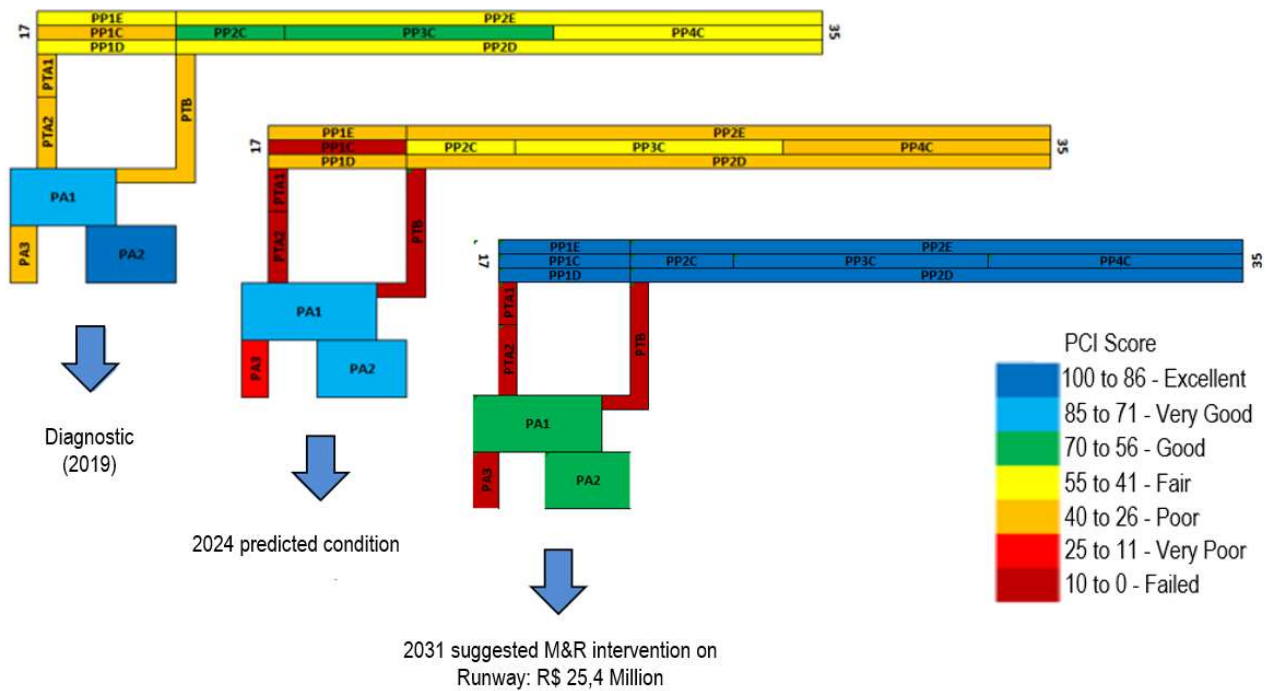 PP1E PP2E
17 PP1C PP2C PP3C PP4C 35
PP1D PP2D
PTA1
PTA2
PTB
PA1
PA3
PA2
Diagnostic
(2019)
PP1E PP2E
17 PP1C PP2C PP3C PP4C 35
PP1D PP2D
PTA1
PTA2
PTB
PA1
PA3
PA2
2024 predicted condition
PP1E PP2E
17 PP1C PP2C PP3C PP4C 35
PP1D PP2D
PTA1
PTA2
PTB
PA1
PA3
PA2
2031 suggested M&R intervention on
Runway: R$ 25,4 Million
PCI Score
100 to 86 - Excellent
85 to 71 - Very Good
70 to 56 - Good
55 to 41 - Fair
40 to 26 - Poor
25 to 11 - Very Poor
10 to 0 - Failed